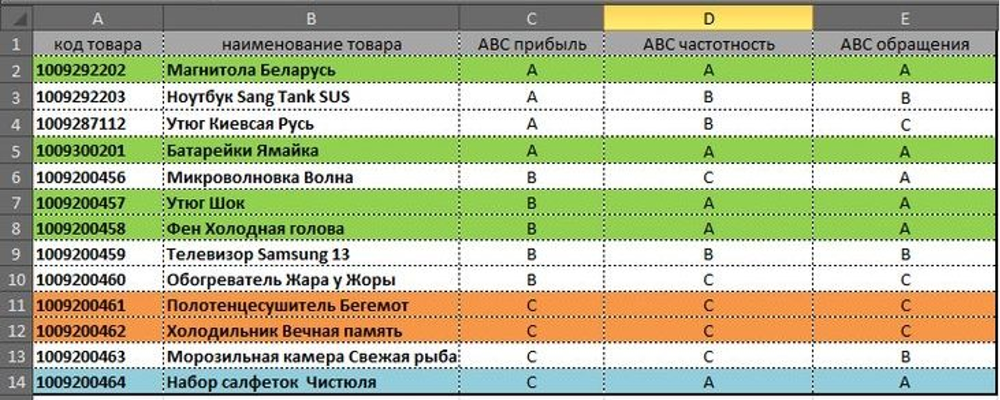 A B C D E
1 код товара наименование товара АВС прибыль АВС частотность АВС обращения
2 1009292202 Магнитола Беларусь А А А
3 1009292203 Ноутбук Sang Tank SUS А В В
4 1009287112 Утюг Киевсая Русь А В С
5 1009300201 Батарейки Ямайка А А А
6 1009200456 Микроволновка Волна В С А
7 1009200457 Утюг Шок В А А
8 1009200458 Фен Холодная голова В А А
9 1009200459 Телевизор Samsung 13 В В В
10 1009200460 Обогреватель Жара у Жоры В С С
11 1009200461 Полотенцесушитель Бегемот С С С
12 1009200462 Холодильник Вечная память С С С
13 1009200463 Морозильная камера Свежая рыба С С В
14 1009200464 Набор салфеток Чистюля С А А